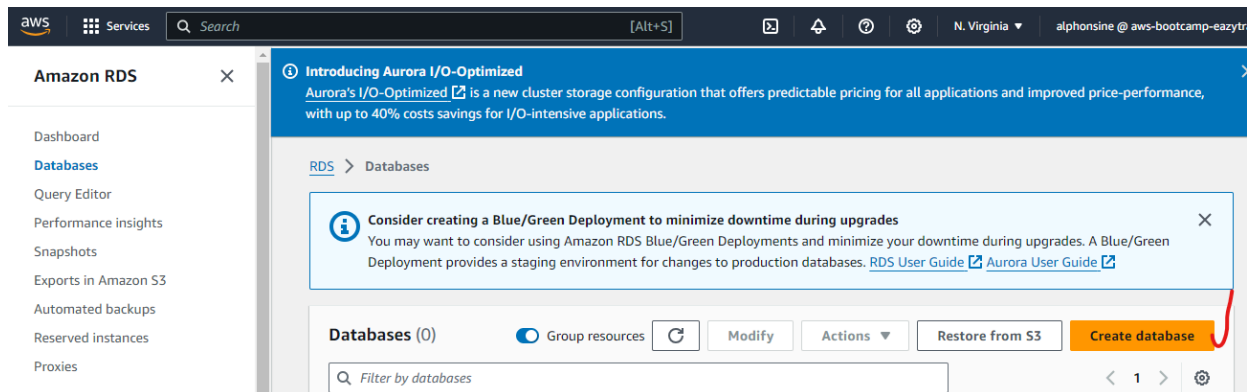 aws
Services
Search
[Alt+S]
N. Virginia
alphonsine @ aws-bootcamp-eazytr
Amazon RDS
Dashboard
Databases
Query Editor
Performance insights
Snapshots
Exports in Amazon S3
Automated backups
Reserved instances
Proxies
Introducing Aurora I/O-Optimized
Aurora's I/O-Optimized is a new cluster storage configuration that offers predictable pricing for all applications and improved price-performance,
with up to 40% costs savings for I/O-intensive applications.
RDS > Databases
Consider creating a Blue/Green Deployment to minimize downtime during upgrades
You may want to consider using Amazon RDS Blue/Green Deployments and minimize your downtime during upgrades. A Blue/Green
Deployment provides a staging environment for changes to production databases. RDS User Guide Aurora User Guide
Databases (0)
Group resources
Modify
Actions
Restore from S3
Create database
Filter by databases
1